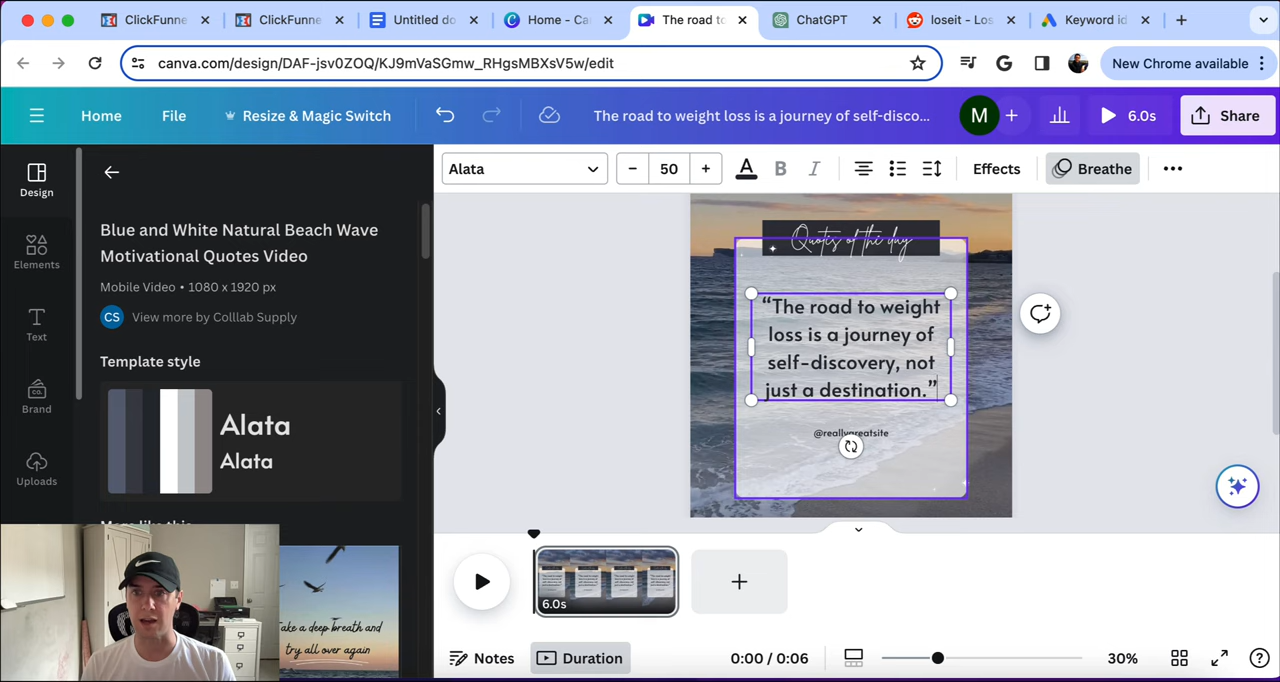 ClickFunne
ClickFunne
Untitled do
Home - Ca
The road to
ChatGPT
loseit - Los
Keyword id
canva.com/design/DAF-jsv0ZOQ/KJ9mVaSGmw_RHgsMBXsV5w/edit
New Chrome available
Home
File
Resize & Magic Switch
The road to weight loss is a journey of self-disco...
M
6.0s
Share
Design
Elements
Text
Brand
Uploads
Blue and White Natural Beach Wave
Motivational Quotes Video
Mobile Video • 1080 x 1920 px
CS
View more by Colllab Supply
Template style
Alata
Alata
More like this
Take a deep breath and
try all over again
Alata
50
A
B
I
Effects
Breathe
Quotes of the day
“The road to weight
loss is a journey of
self-discovery, not
just a destination.”
@reallygreatsite
6.0s
Notes
Duration
0:00 / 0:06
30%